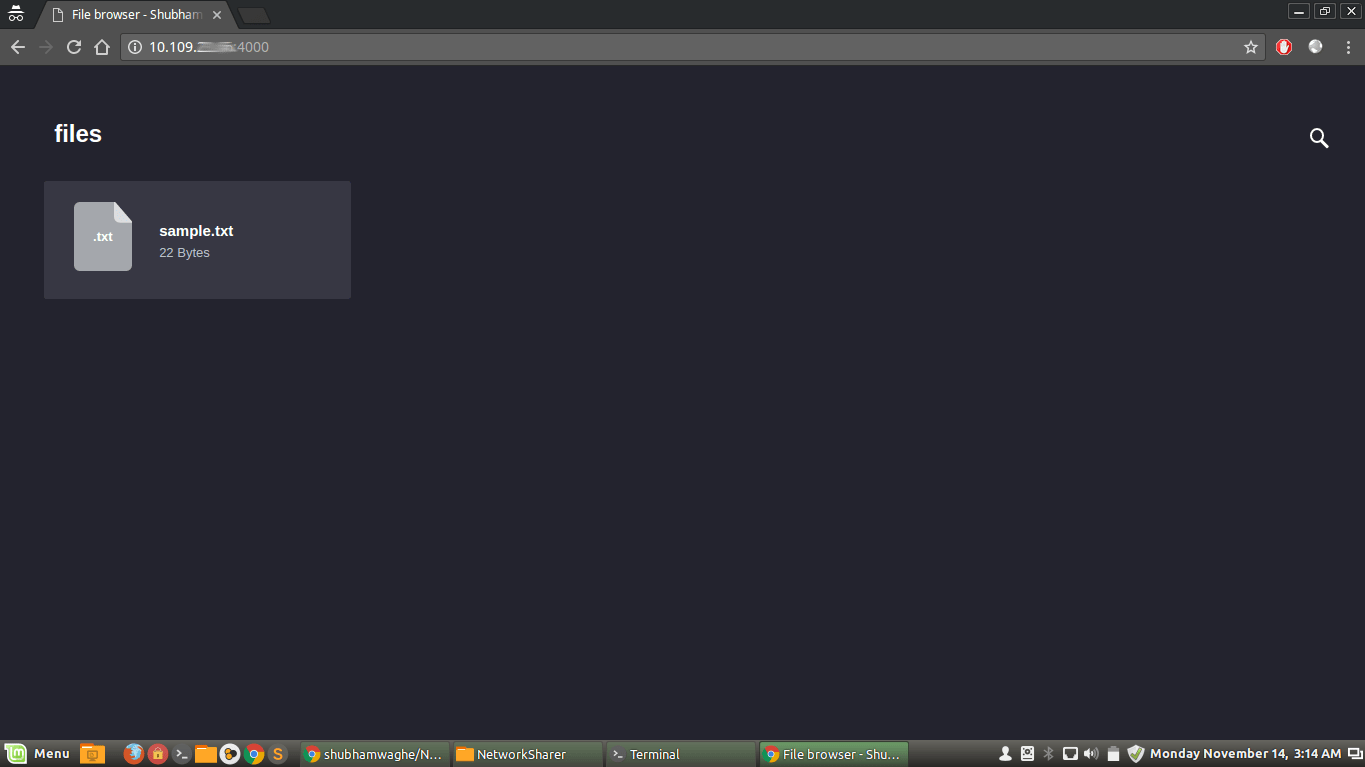 File browser - Shubham
10.109.
:4000
files
.txt
sample.txt
22 Bytes
Menu
shubhamwaghe/N...
NetworkSharer
Terminal
File browser - Shu...
Monday November 14, 3:14 AM